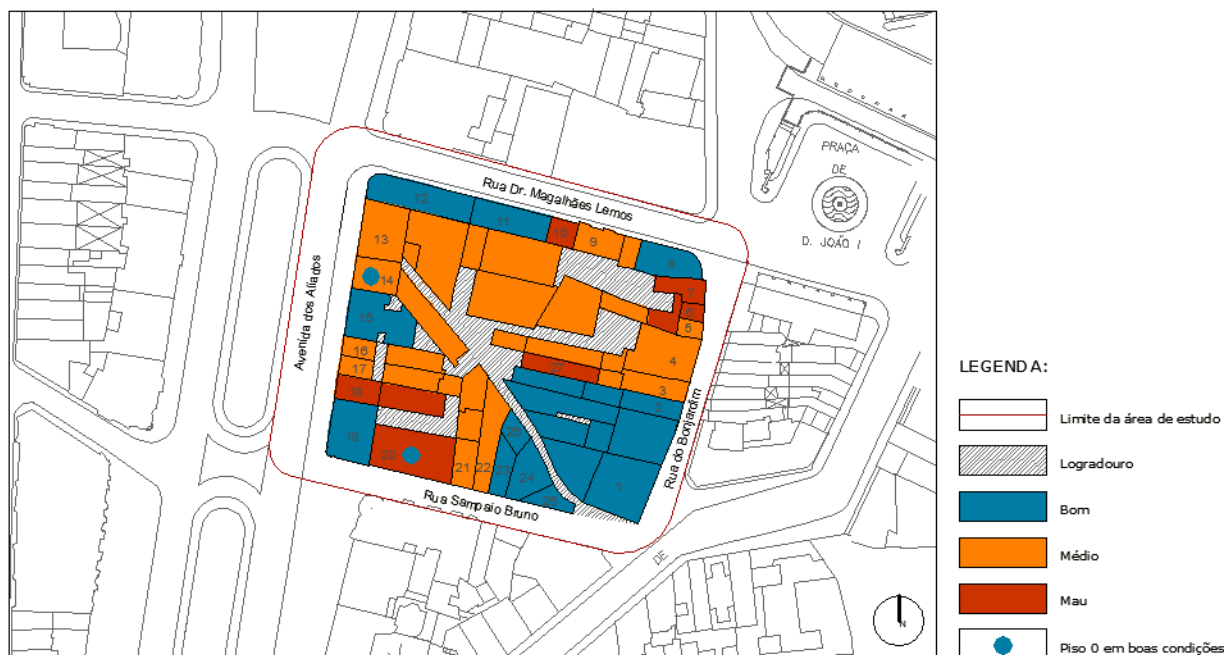 PRAÇA
DE
D. JOÃO I
Rua Dr. Magalhães Lemos
Avenida dos Aliados
Rua do Bonjardim
Rua Sampaio Bruno
DE
12
11
10
9
8
13
14
7
6
5
15
4
16
17
27
3
2
18
19
20
21
22
23
26
24
25
1
N
LEGENDA:
Limite da área de estudo
Logradouro
Bom
Médio
Mau
Piso 0 em boas condições